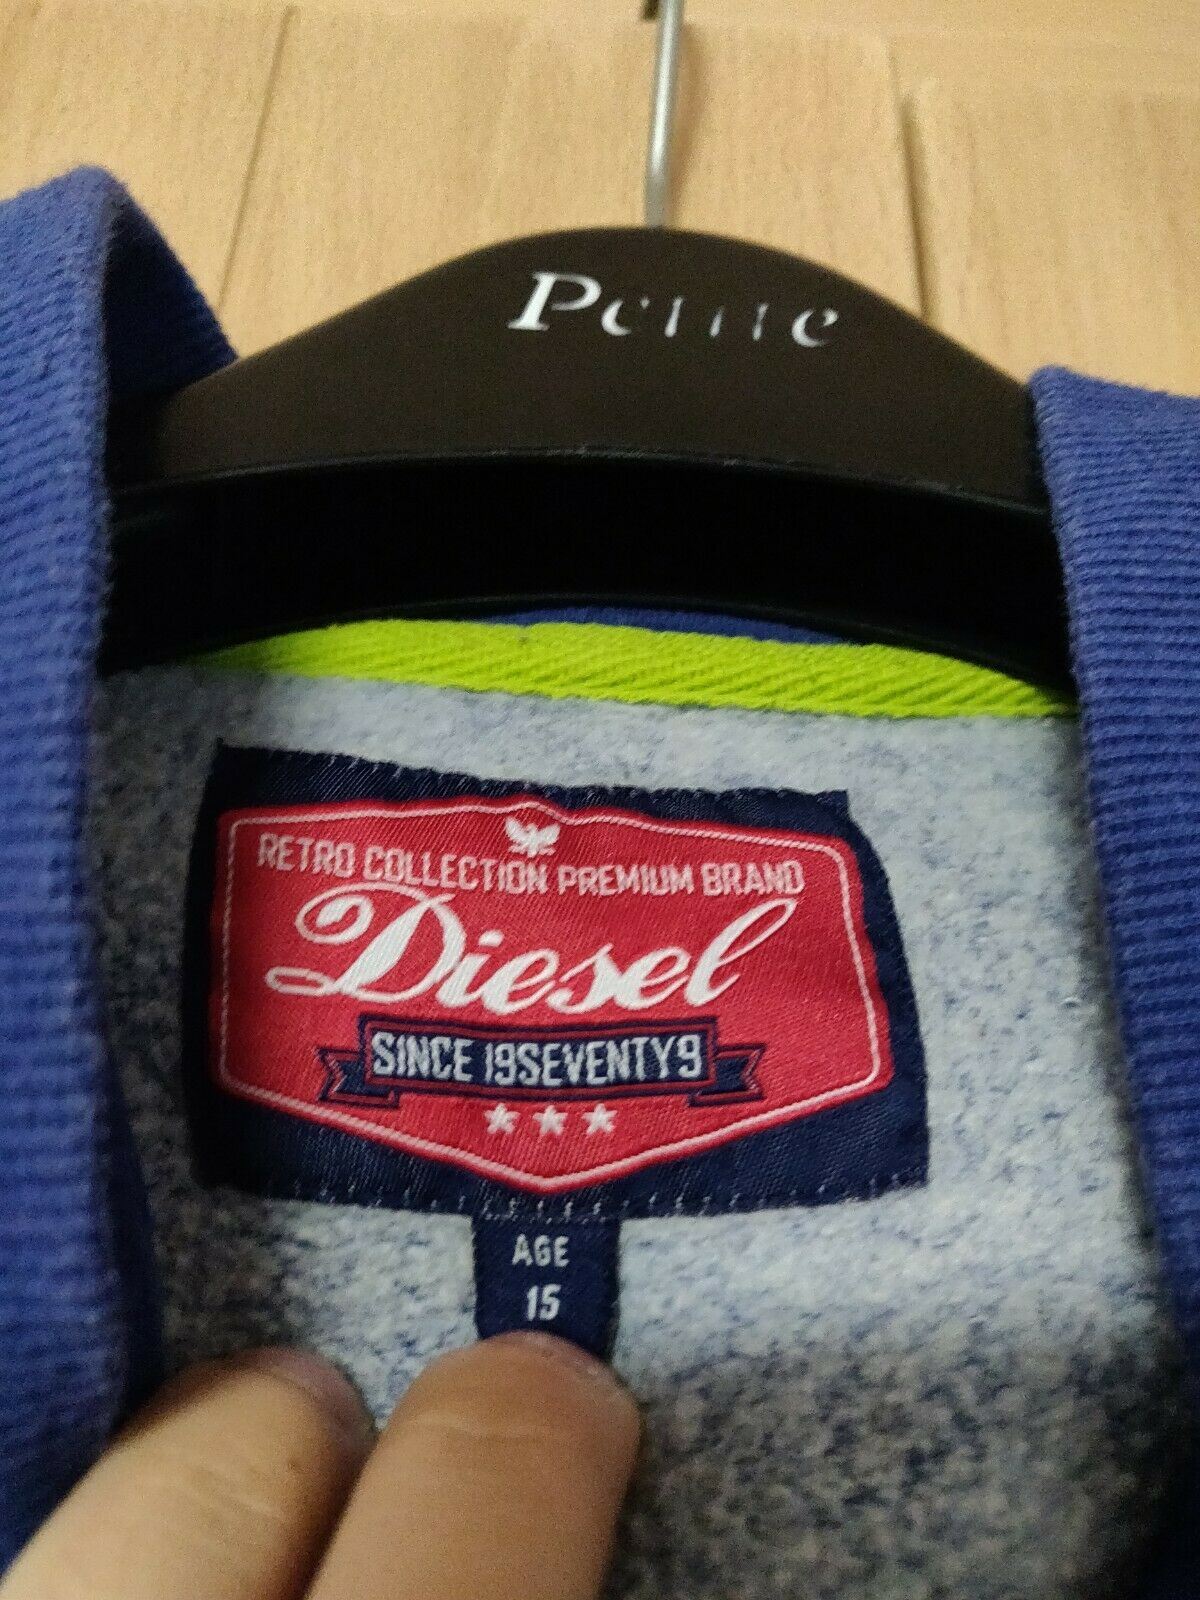 Petite
RETRO COLLECTION PREMIUM BRAND
Diesel
SINCE 19SEVENTY9
AGE
15